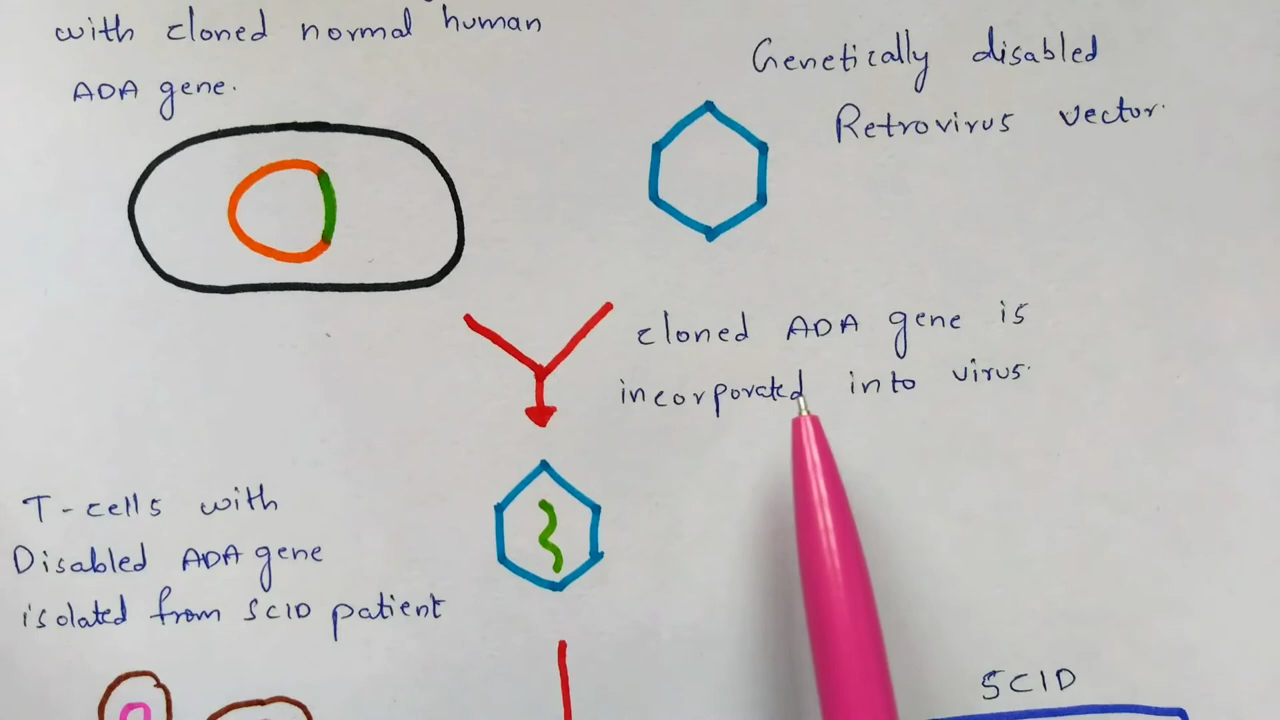 with cloned normal human
ADA gene.
Genetically disabled
Retrovirus vector.
cloned ADA gene is
incorporated into virus.
T-cells with
Disabled ADA gene
isolated from SCID patient
SCID